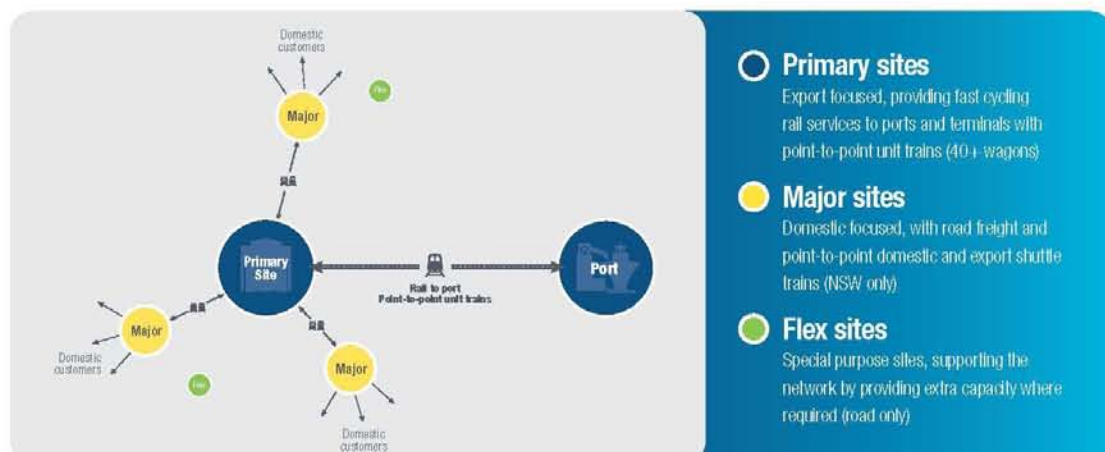 Domestic
customers
Flex
Major
Primary
Site
Port
Rail to port
Point-to-point unit trains
Major
Domestic
customers
Flex
Major
Domestic
customers
Primary sites
Export focused, providing fast cycling
rail services to ports and terminals with
point-to-point unit trains (40+ wagons)
Major sites
Domestic focused, with road freight and
point-to-point domestic and export shuttle
trains (NSW only)
Flex sites
Special purpose sites, supporting the
network by providing extra capacity where
required (road only)